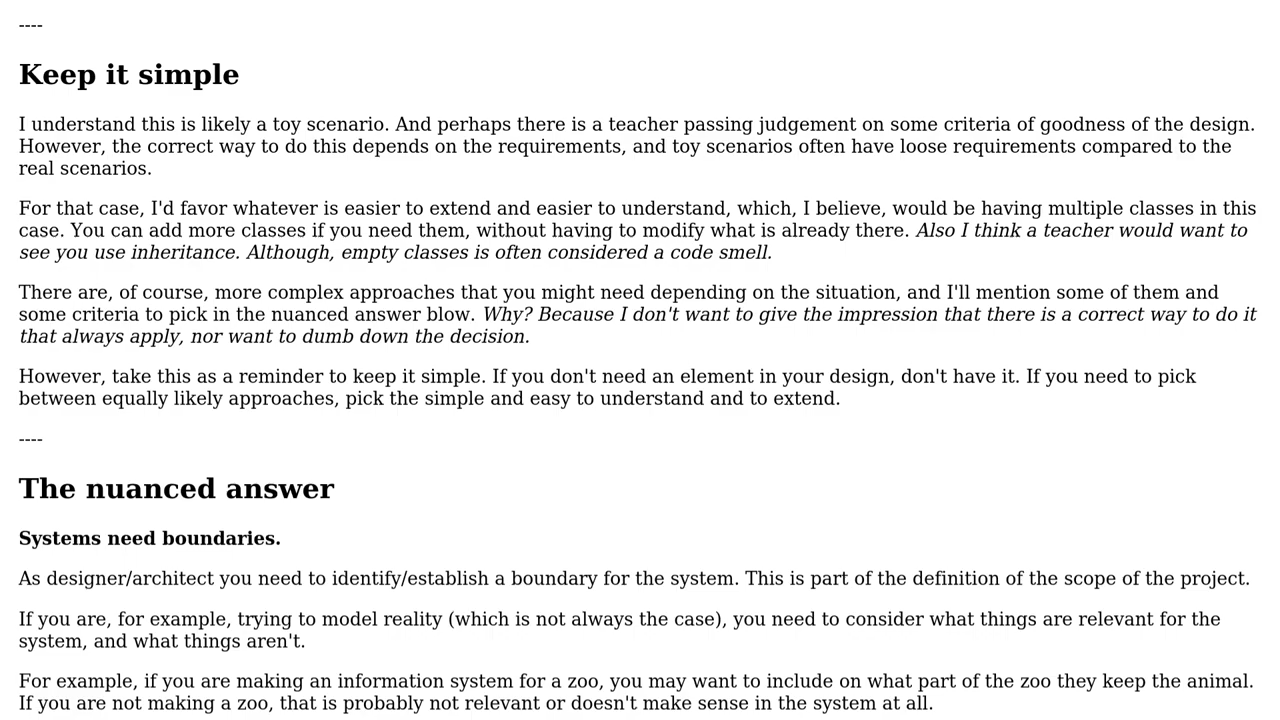 ----
Keep it simple
I understand this is likely a toy scenario. And perhaps there is a teacher passing judgement on some criteria of goodness of the design.
However, the correct way to do this depends on the requirements, and toy scenarios often have loose requirements compared to the
real scenarios.
For that case, I'd favor whatever is easier to extend and easier to understand, which, I believe, would be having multiple classes in this
case. You can add more classes if you need them, without having to modify what is already there. Also I think a teacher would want to
see you use inheritance. Although, empty classes is often considered a code smell.
There are, of course, more complex approaches that you might need depending on the situation, and I'll mention some of them and
some criteria to pick in the nuanced answer blow. Why? Because I don't want to give the impression that there is a correct way to do it
that always apply, nor want to dumb down the decision.
However, take this as a reminder to keep it simple. If you don't need an element in your design, don't have it. If you need to pick
between equally likely approaches, pick the simple and easy to understand and to extend.
----
The nuanced answer
Systems need boundaries.
As designer/architect you need to identify/establish a boundary for the system. This is part of the definition of the scope of the project.
If you are, for example, trying to model reality (which is not always the case), you need to consider what things are relevant for the
system, and what things aren't.
For example, if you are making an information system for a zoo, you may want to include on what part of the zoo they keep the animal.
If you are not making a zoo, that is probably not relevant or doesn't make sense in the system at all.